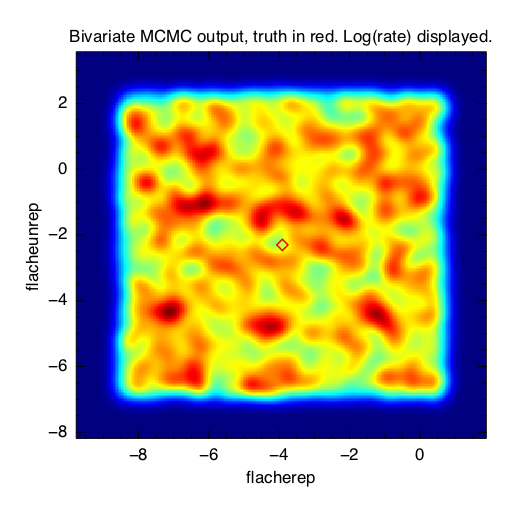 Bivariate MCMC output, truth in red. Log(rate) displayed.
2
0
−2
−4
−6
−8
flacheunrep
−8 −6 −4 −2 0
flacherep